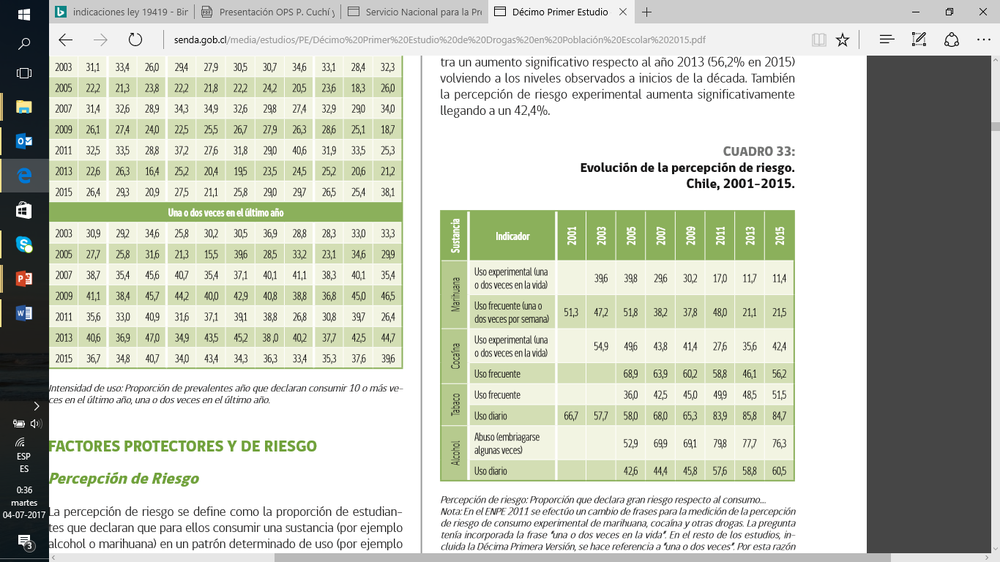 indicaciones ley 19419 - Bin
Presentación OPS P. Cuchí y
Servicio Nacional para la Pre
Décimo Primer Estudio
senda.gob.cl/media/estudios/PE/Décimo%20Primer%20Estudio%20de%20Drogas%20en%20Población%20Escolar%202015.pdf
2003 31,1 33,4 26,0 29,4 27,9 30,5 30,7 34,6 33,1 28,4 32,3
2005 22,2 21,3 23,8 22,2 21,8 22,2 24,2 20,5 23,6 18,3 26,0
2007 31,4 32,6 28,9 34,3 34,9 32,6 29,8 27,4 32,9 29,0 34,0
2009 26,1 27,4 24,0 22,5 25,5 26,7 27,9 26,3 28,6 25,1 18,7
2011 32,5 33,5 28,8 37,2 27,6 31,8 29,0 40,6 31,9 33,5 25,3
2013 22,6 26,3 16,4 25,2 20,4 19,5 23,5 24,5 25,2 20,6 21,2
2015 26,4 29,3 20,9 27,5 21,1 25,8 29,0 29,7 26,5 25,4 38,1
Una o dos veces en el último año
2003 30,9 29,2 34,6 25,8 30,2 30,5 36,9 28,8 28,3 33,0 33,3
2005 27,7 25,8 31,6 21,3 15,5 39,6 28,5 33,2 23,1 34,6 29,9
2007 38,7 35,4 45,6 40,7 35,4 37,1 40,1 41,1 38,3 40,1 35,4
2009 41,1 38,4 45,7 44,2 40,0 42,9 40,8 38,8 36,8 45,0 46,5
2011 35,6 33,0 40,9 31,6 37,1 39,1 38,8 26,8 30,8 39,7 26,4
2013 40,6 36,9 47,0 34,9 43,5 45,2 38 ,0 40,2 37,7 42,5 44,7
2015 36,7 34,8 40,7 34,0 43,4 34,3 36,3 33,4 35,3 37,6 39,6
Intensidad de uso: Proporción de prevalentes año que declaran consumir 10 o más ve-
ces en el último año, una o dos veces en el último año.
FACTORES PROTECTORES Y DE RIESGO
Percepción de Riesgo
La percepción de riesgo se define como la proporción de estudian-
tes que declaran que para ellos consumir una sustancia (por ejemplo
alcohol o marihuana) en un patrón determinado de uso (por ejemplo
tra un aumento significativo respecto al año 2013 (56,2% en 2015)
volviendo a los niveles observados a inicios de la década. También
la percepción de riesgo experimental aumenta significativamente
llegando a un 42,4%.
CUADRO 33:
Evolución de la percepción de riesgo.
Chile, 2001-2015.
Sustancia Indicador 2001 2003 2005 2007 2009 2011 2013 2015
Marihuana
Uso experimental (una
o dos veces en la vida) 39,6 39,8 29,6 30,2 17,0 11,7 11,4
Uso frecuente (una o
dos veces por semana) 51,3 47,2 51,8 38,2 37,8 48,0 21,1 21,5
Cocaína
Uso experimental (una
o dos veces en la vida) 54,9 49,6 43,8 41,4 27,6 35,6 42,4
Uso frecuente 68,9 63,9 60,2 58,8 46,1 56,2
Tabaco
Uso frecuente 36,0 42,5 45,0 49,9 48,5 51,5
Uso diario 66,7 57,7 58,0 68,0 65,3 83,9 85,8 84,7
Alcohol
Abuso (embriagarse
algunas veces) 52,9 69,9 69,1 79,8 77,7 76,3
Uso diario 42,6 44,4 45,8 57,6 58,8 60,5
Percepción de riesgo: Proporción que declara gran riesgo respecto al consumo....
Nota: En el ENPE 2011 se efectúo un cambio de frases para la medición de la percepción
de riesgo de consumo experimental de marihuana, cocaína y otras drogas. La pregunta
tenía incorporada la frase "una o dos veces en la vida". En el resto de los estudios, in-
cluida la Décima Primera Versión, se hace referencia a "una o dos veces". Por esta razón
ESP
ES
0:36
martes
04-07-2017
3